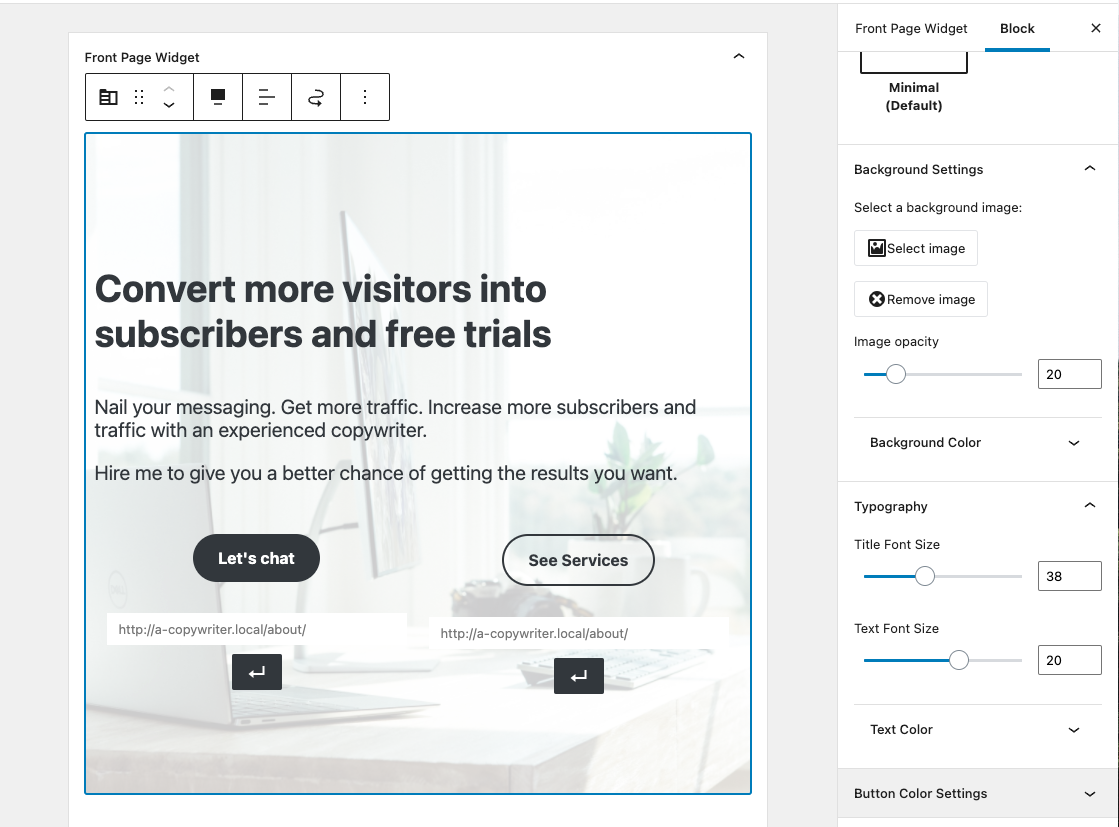 Front Page Widget
Convert more visitors into
subscribers and free trials
Nail your messaging. Get more traffic. Increase more subscribers and
traffic with an experienced copywriter.
Hire me to give you a better chance of getting the results you want.
Let's chat
See Services
http://a-copywriter.local/about/
http://a-copywriter.local/about/
Front Page Widget
Block
Minimal
(Default)
Background Settings
Select a background image:
Select image
Remove image
Image opacity
20
Background Color
Typography
Title Font Size
38
Text Font Size
20
Text Color
Button Color Settings